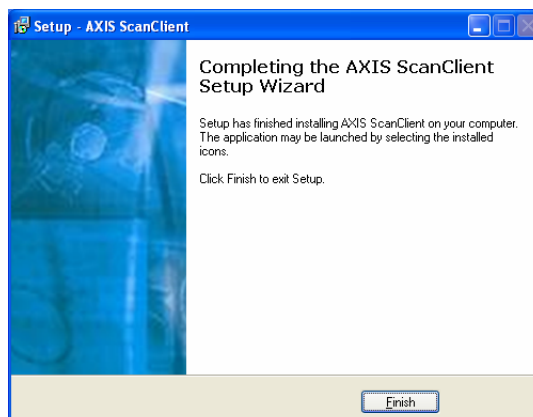 Setup - AXIS ScanClient
Completing the AXIS ScanClient
Setup Wizard
Setup has finished installing AXIS ScanClient on your computer.
The application may be launched by selecting the installed
icons.
Click Finish to exit Setup.
Finish